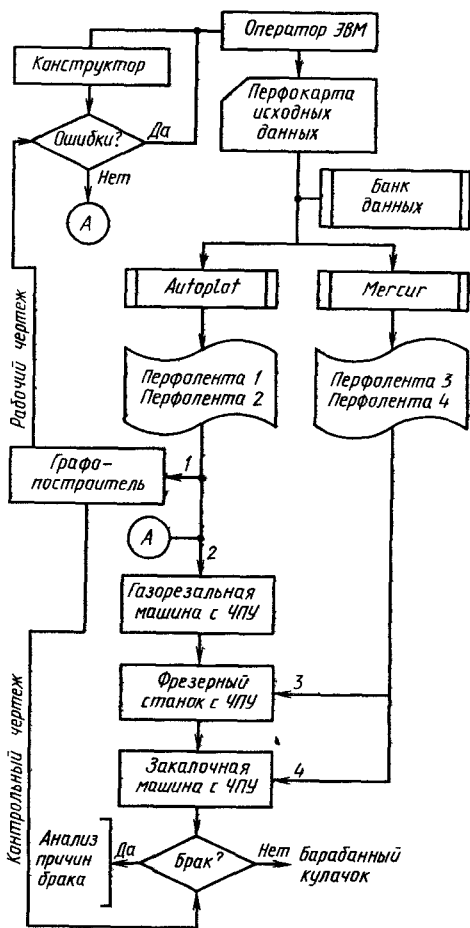 Оператор ЭВМ
Конструктор
Перфокарта
исходных
данных
Ошибки?
Да
Нет
А
Банк
данных
Autoplot
Mercur
Рабочий чертеж
Перфолента 1
Перфолента 2
Перфолента 3
Перфолента 4
Графо-
построитель
1
А
2
Газорезальная
машина с ЧПУ
Фрезерный
станок с ЧПУ
3
Закалочная
машина с ЧПУ
4
Контрольный чертеж
Анализ
причин
брака
Да
Брак?
Нет
Барабанный
кулачок